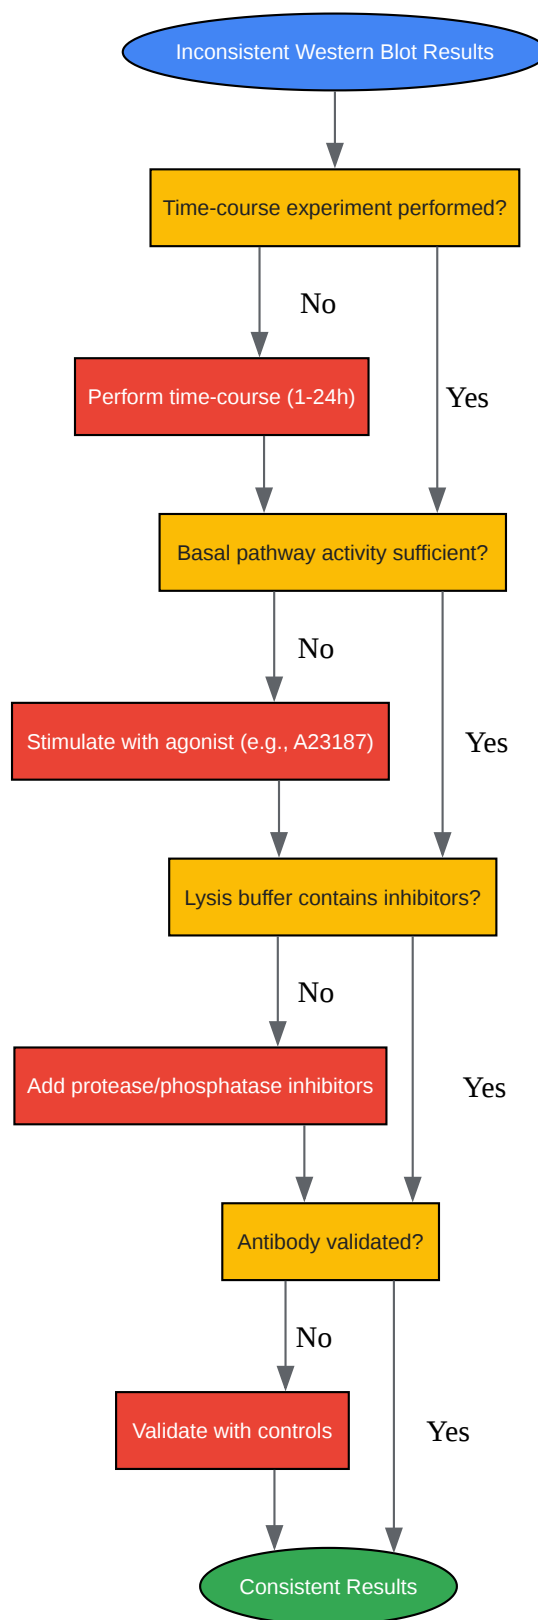 Inconsistent Western Blot Results
Time-course experiment performed?
No
Perform time-course (1-24h)
Yes
Basal pathway activity sufficient?
No
Stimulate with agonist (e.g., A23187)
Yes
Lysis buffer contains inhibitors?
No
Add protease/phosphatase inhibitors
Yes
Antibody validated?
No
Validate with controls
Yes
Consistent Results